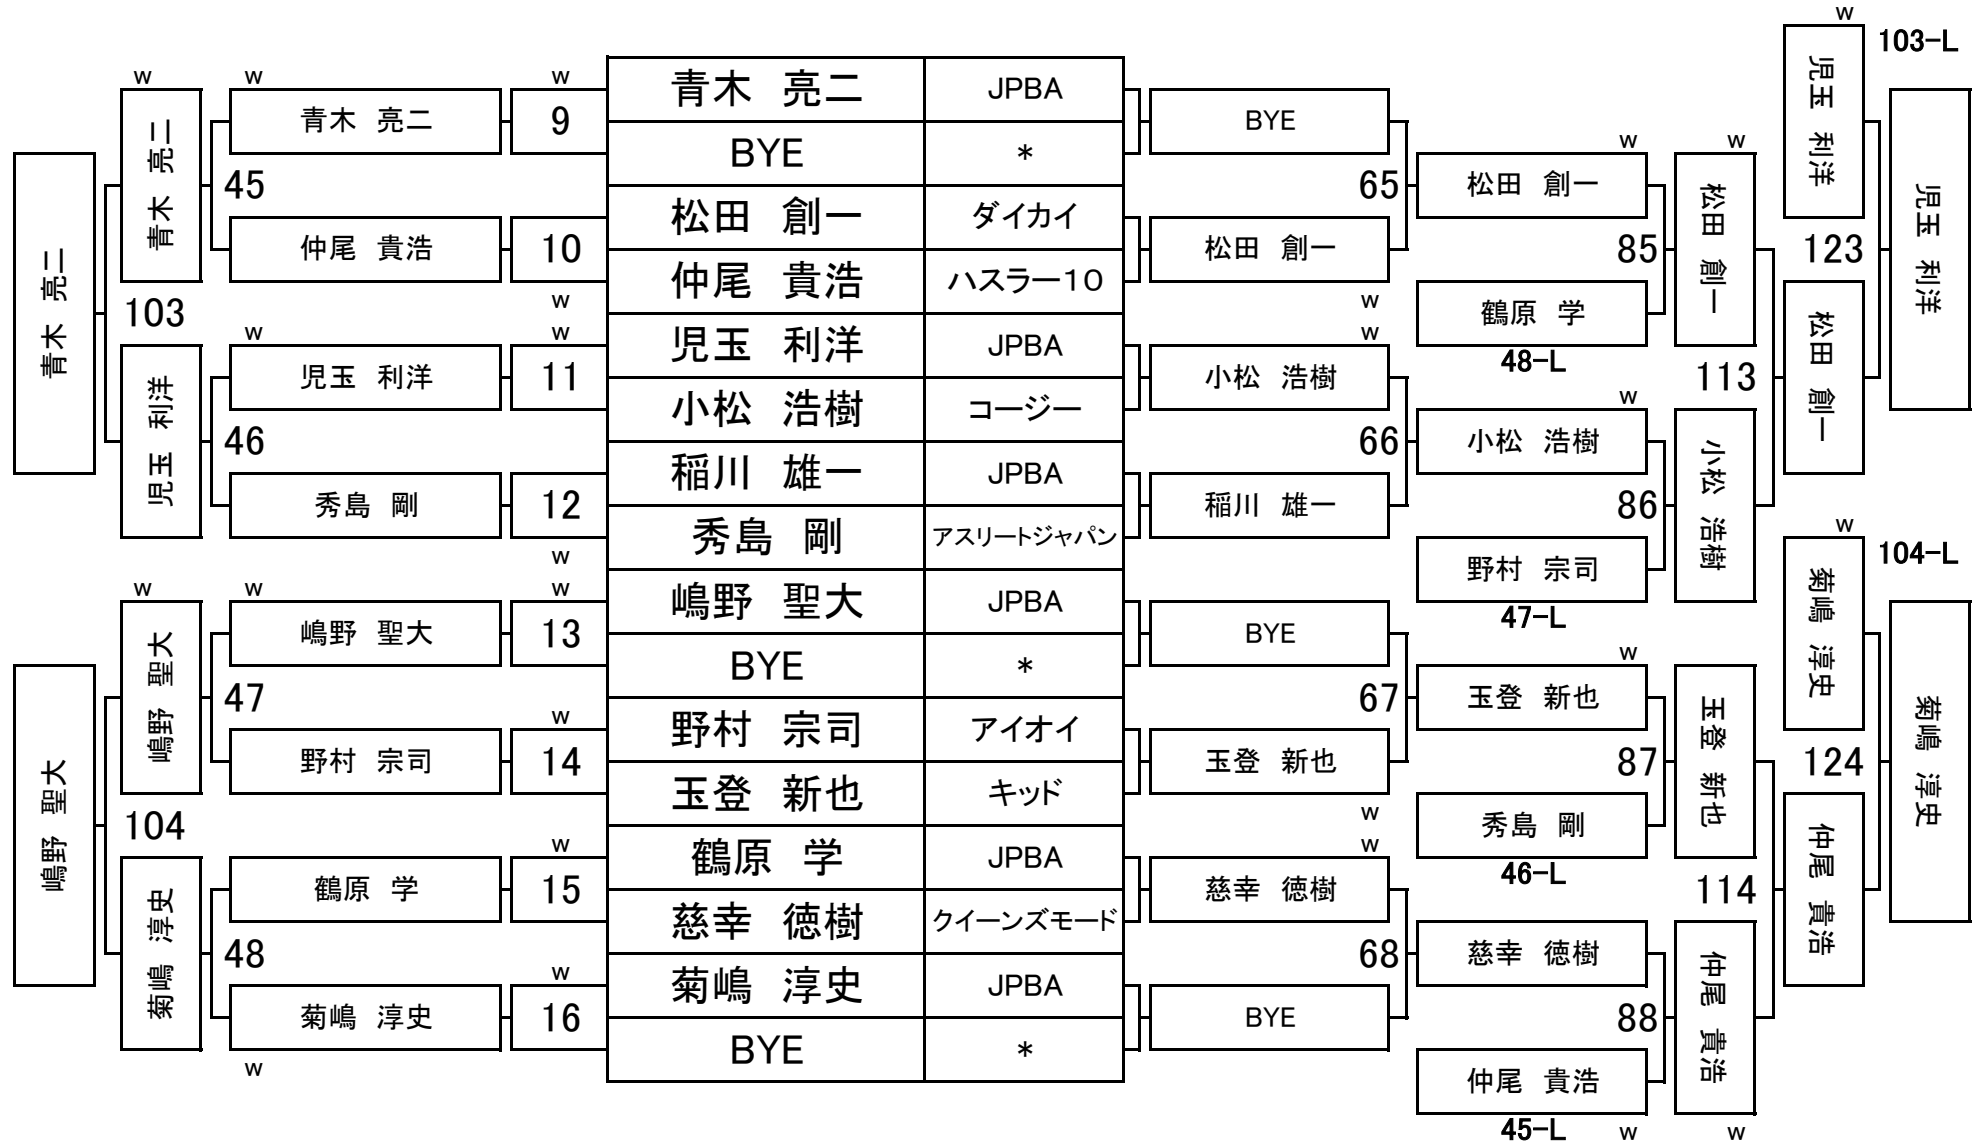 w
103-L
w w w 青木 亮二 JPBA
青木 亮二 9 BYE
BYE * w w
45 65 松田 創一
松田 創一 ダイカイ
仲尾 貴浩 10 松田 創一 85 123
仲尾 貴浩 ハスラー10
青木 亮二
青木 亮二
児玉 利洋
児玉 利洋
松田 創一
松田 創一
w w 鶴原 学
103
w w 児玉 利洋 JPBA w
48-L
児玉 利洋 11 小松 浩樹 113
小松 浩樹 コージー w
46 66 小松 浩樹
稲川 雄一 JPBA
児玉 利洋
小松 浩樹
秀島 剛 12 稲川 雄一 86
秀島 剛 アスリートジャパン w
104-L
w 野村 宗司
w w w 嶋野 聖大 JPBA
47-L
嶋野 聖大 13 BYE
BYE * w
47 w 67 玉登 新也
野村 宗司 アイオイ
嶋野 聖大
嶋野 聖大
菊嶋 淳史
菊嶋 淳史
玉登 新也
野村 宗司 14 玉登 新也 87 124
玉登 新也 キッド
w 秀島 剛
104
w 鶴原 学 JPBA w
46-L
鶴原 学 15 慈幸 徳樹 114
慈幸 徳樹 クイーンズモード
48 w 68 慈幸 徳樹
菊嶋 淳史 JPBA
菊嶋 淳史
仲尾 貴浩
仲尾 貴浩
菊嶋 淳史 16 BYE 88
BYE *
w 仲尾 貴浩
45-L w w